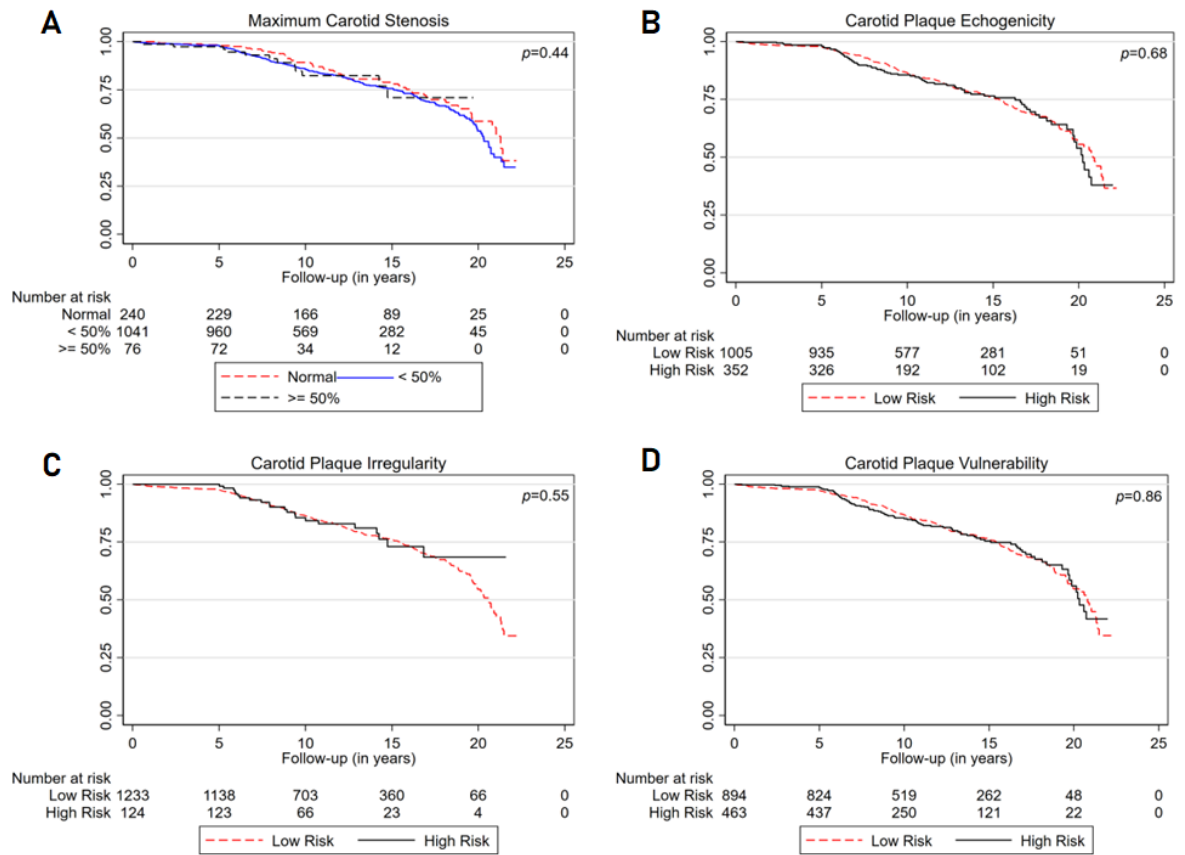 A
Maximum Carotid Stenosis
p=0.44
1.00
0.75
0.50
0.25
0.00
0 5 10 15 20 25
Follow-up (in years)
Number at risk
Normal 240 229 166 89 25 0
< 50% 1041 960 569 282 45 0
>= 50% 76 72 34 12 0 0
Normal < 50%
>= 50%
B
Carotid Plaque Echogenicity
p=0.68
1.00
0.75
0.50
0.25
0.00
0 5 10 15 20 25
Follow-up (in years)
Number at risk
Low Risk 1005 935 577 281 51 0
High Risk 352 326 192 102 19 0
Low Risk High Risk
C
Carotid Plaque Irregularity
p=0.55
1.00
0.75
0.50
0.25
0.00
0 5 10 15 20 25
Follow-up (in years)
Number at risk
Low Risk 1233 1138 703 360 66 0
High Risk 124 123 66 23 4 0
Low Risk High Risk
D
Carotid Plaque Vulnerability
p=0.86
1.00
0.75
0.50
0.25
0.00
0 5 10 15 20 25
Follow-up (in years)
Number at risk
Low Risk 894 824 519 262 48 0
High Risk 463 437 250 121 22 0
Low Risk High Risk